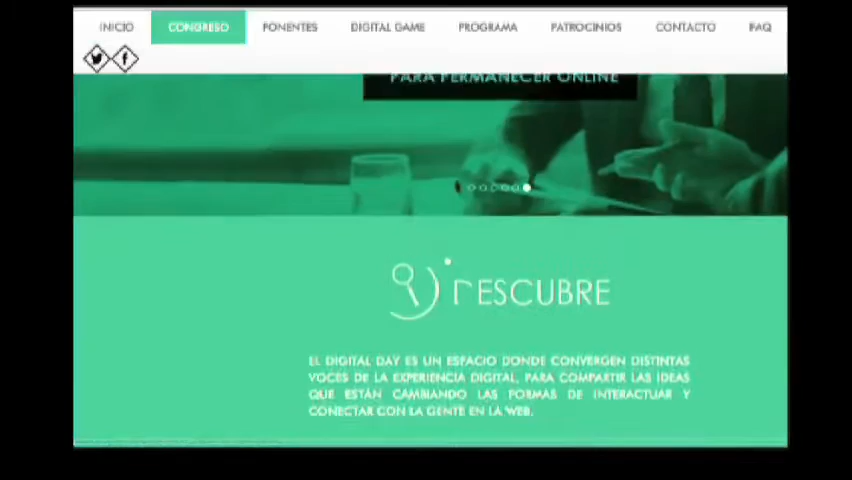 INICIO CONGRESO PONENTES DIGITAL GAME PROGRAMA PATROCINIOS CONTACTO FAQ
PARA PERMANECER ONLINE
ESCUBRE
EL DIGITAL DAY ES UN ESPACIO DONDE CONVERGEN DISTINTAS
VOCES DE LA EXPERIENCIA DIGITAL, PARA COMPARTIR LAS IDEAS
QUE ESTÁN CAMBIANDO LAS FORMAS DE INTERACTUAR Y
CONECTAR CON LA GENTE EN LA WEB.